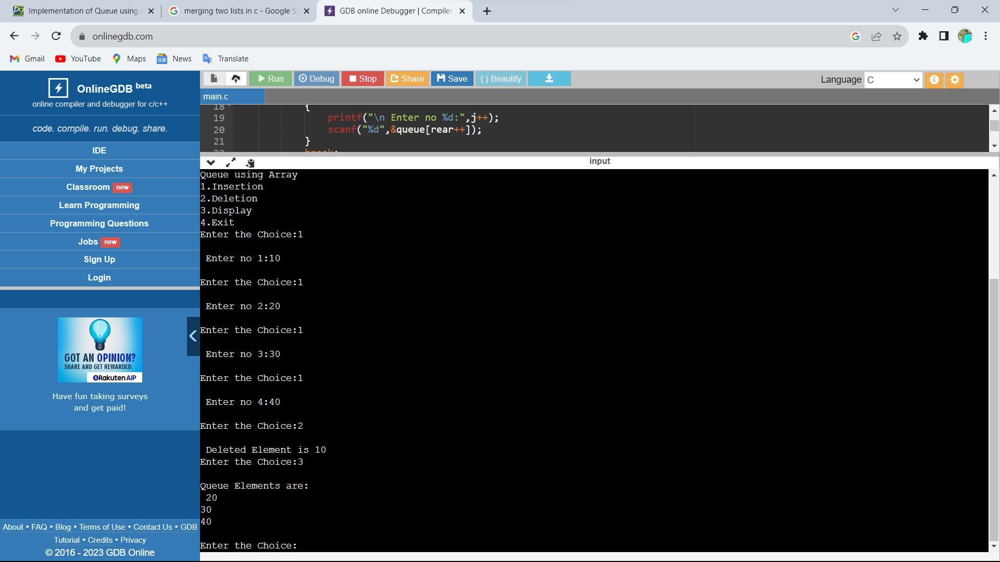 Implementation of Queue using
merging two lists in c - Google S
GDB online Debugger | Compiler
onlinegdb.com
Gmail
YouTube
Maps
News
Translate
OnlineGDB beta
online compiler and debugger for c/c++
code. compile. run. debug. share.
IDE
My Projects
Classroom new
Learn Programming
Programming Questions
Jobs new
Sign Up
Login
GOT AN OPINION?
SHARE AND GET REWARDED.
Rakuten AIP
Have fun taking surveys
and get paid!
About • FAQ • Blog • Terms of Use • Contact Us • GDB
Tutorial • Credits • Privacy
© 2016 - 2023 GDB Online
Run Debug Stop Share Save { } Beautify
Language C
main.c
18 {
19 printf("\n Enter no %d:",j++);
20 scanf("%d",&queue[rear++]);
21 }
22 break;
input
Queue using Array
1.Insertion
2.Deletion
3.Display
4.Exit
Enter the Choice:1
Enter no 1:10
Enter the Choice:1
Enter no 2:20
Enter the Choice:1
Enter no 3:30
Enter the Choice:1
Enter no 4:40
Enter the Choice:2
Deleted Element is 10
Enter the Choice:3
Queue Elements are:
20
30
40
Enter the Choice: